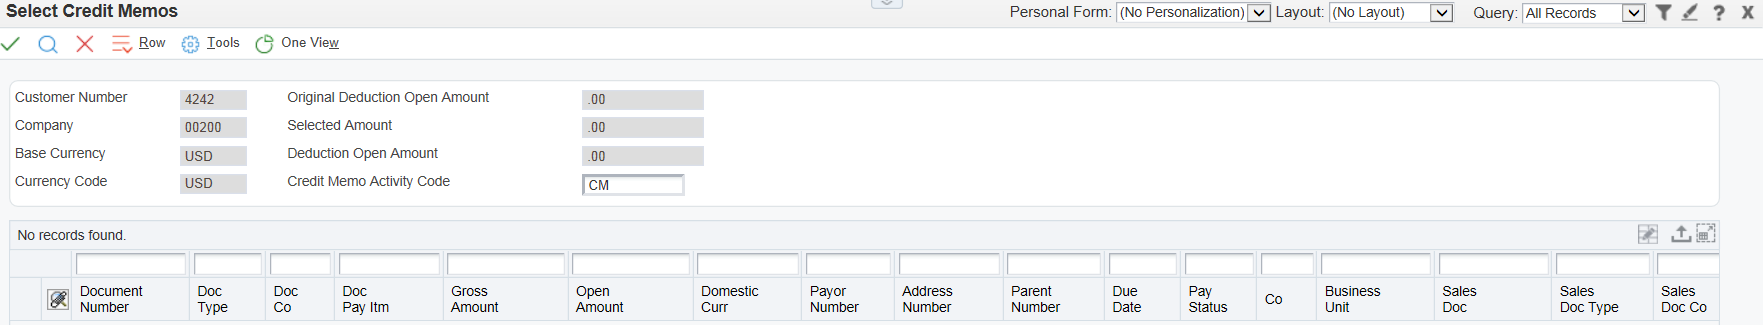 Select Credit Memos
Personal Form: (No Personalization) Layout: (No Layout) Query: All Records
Row Tools One View
Customer Number 4242 Original Deduction Open Amount .00
Company 00200 Selected Amount .00
Base Currency USD Deduction Open Amount .00
Currency Code USD Credit Memo Activity Code CM
No records found.
Document Number Doc Type Doc Co Doc Pay Itm Gross Amount Open Amount Domestic Curr Payor Number Address Number Parent Number Due Date Pay Status Co Business Unit Sales Doc Sales Doc Type Sales Doc Co